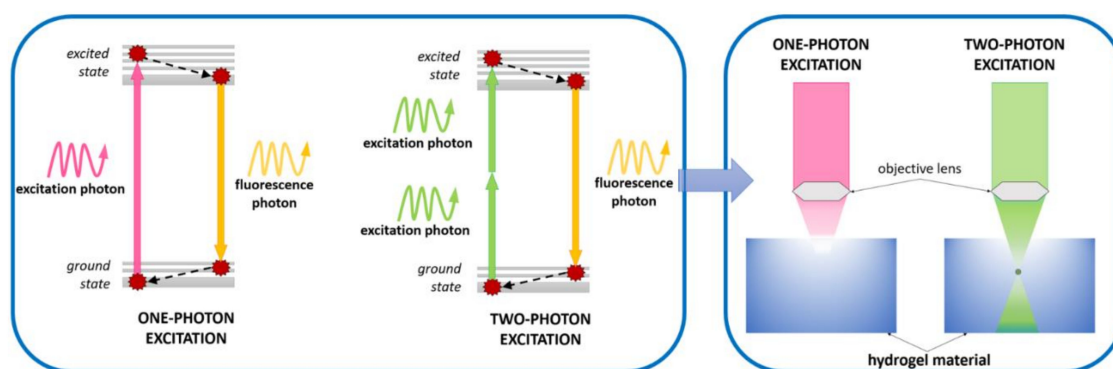 excited
state
excitation photon
fluorescence
photon
ground
state
ONE-PHOTON
EXCITATION
excited
state
excitation photon
excitation photon
fluorescence
photon
ground
state
TWO-PHOTON
EXCITATION
ONE-PHOTON
EXCITATION
TWO-PHOTON
EXCITATION
objective lens
hydrogel material